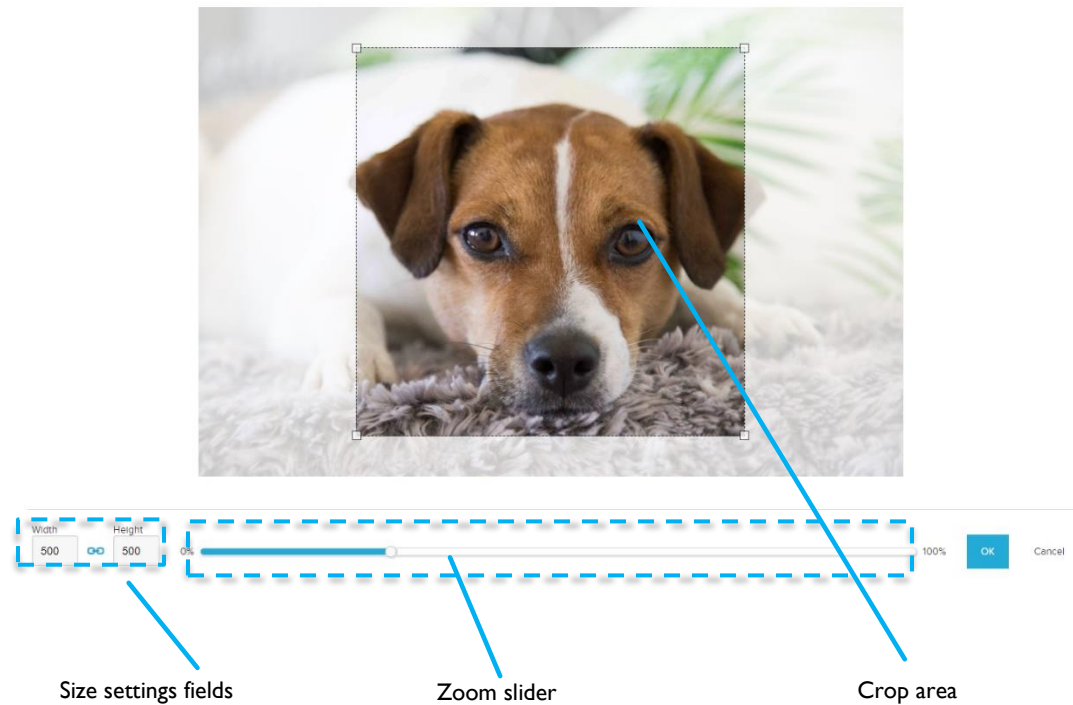 Width
Height
500
500
0%
100%
OK
Cancel
Size settings fields
Zoom slider
Crop area